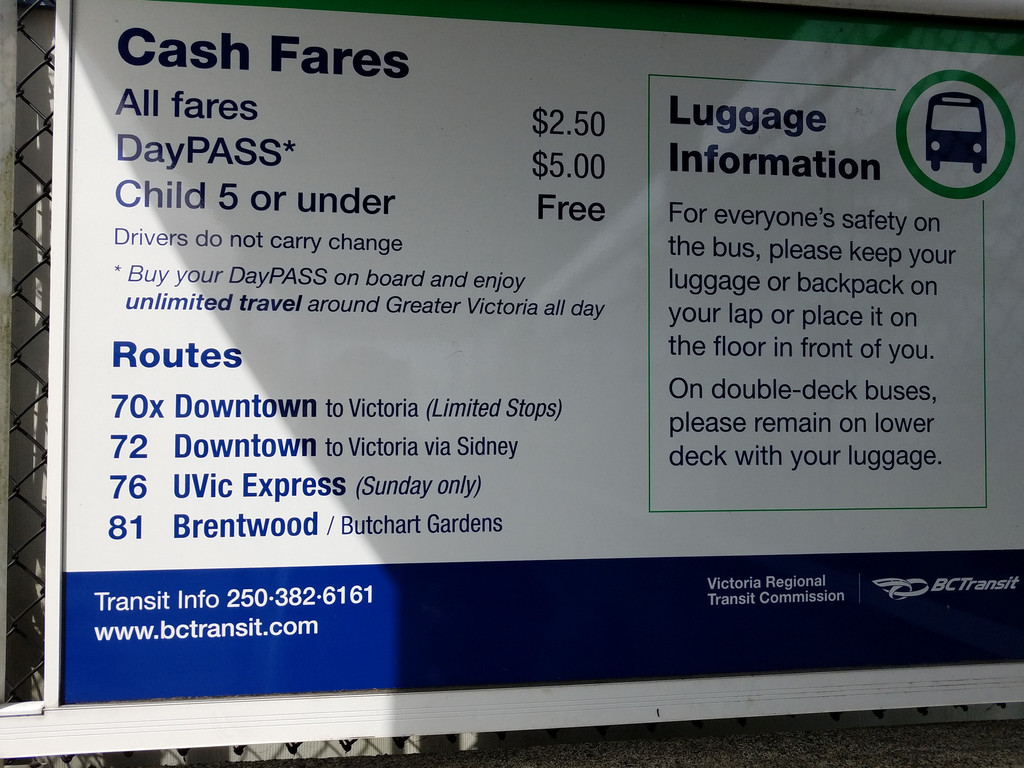 Cash Fares
All fares $2.50
DayPASS* $5.00
Child 5 or under Free
Drivers do not carry change
* Buy your DayPASS on board and enjoy
unlimited travel around Greater Victoria all day
Routes
70x Downtown to Victoria (Limited Stops)
72 Downtown to Victoria via Sidney
76 UVic Express (Sunday only)
81 Brentwood / Butchart Gardens
Luggage
Information
For everyone's safety on
the bus, please keep your
luggage or backpack on
your lap or place it on
the floor in front of you.
On double-deck buses,
please remain on lower
deck with your luggage.
Transit Info 250·382·6161
www.bctransit.com
Victoria Regional
Transit Commission
BCTransit